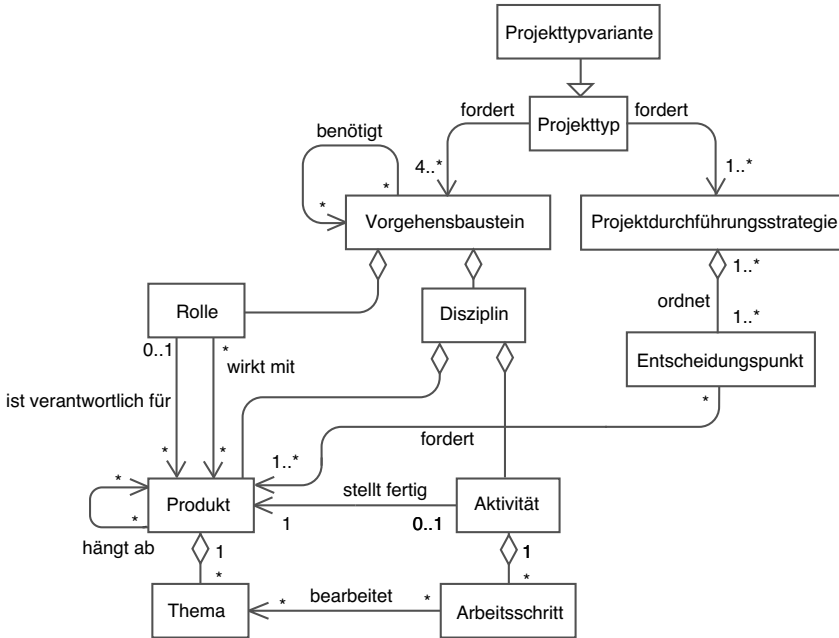 Projekttypvariante
fordert
Projekttyp
fordert
benötigt
4..*
1..*
*
*
Vorgehensbaustein
Projektdurchführungsstrategie
1..*
ordnet
Rolle
Disziplin
1..*
0..1
*
wirkt mit
Entscheidungspunkt
ist verantwortlich für
*
fordert
*
*
1..*
*
Produkt
stellt fertig
Aktivität
*
1
0..1
hängt ab
1
1
*
*
Thema
*
bearbeitet
*
Arbeitsschritt